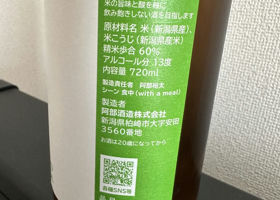 米の旨味と酸を軸に
飲み飽きしない酒を目指します
原材料名 米（新潟県産）、
米こうじ（新潟県産米）
精米歩合 60%
アルコール分 13度
内容量 720ml
製造責任者 阿部裕太
シーン 食中(with a meal)
製造者
阿部酒造株式会社
新潟県柏崎市大字安田
3560番地
お酒は20歳になってから
各種SNS等